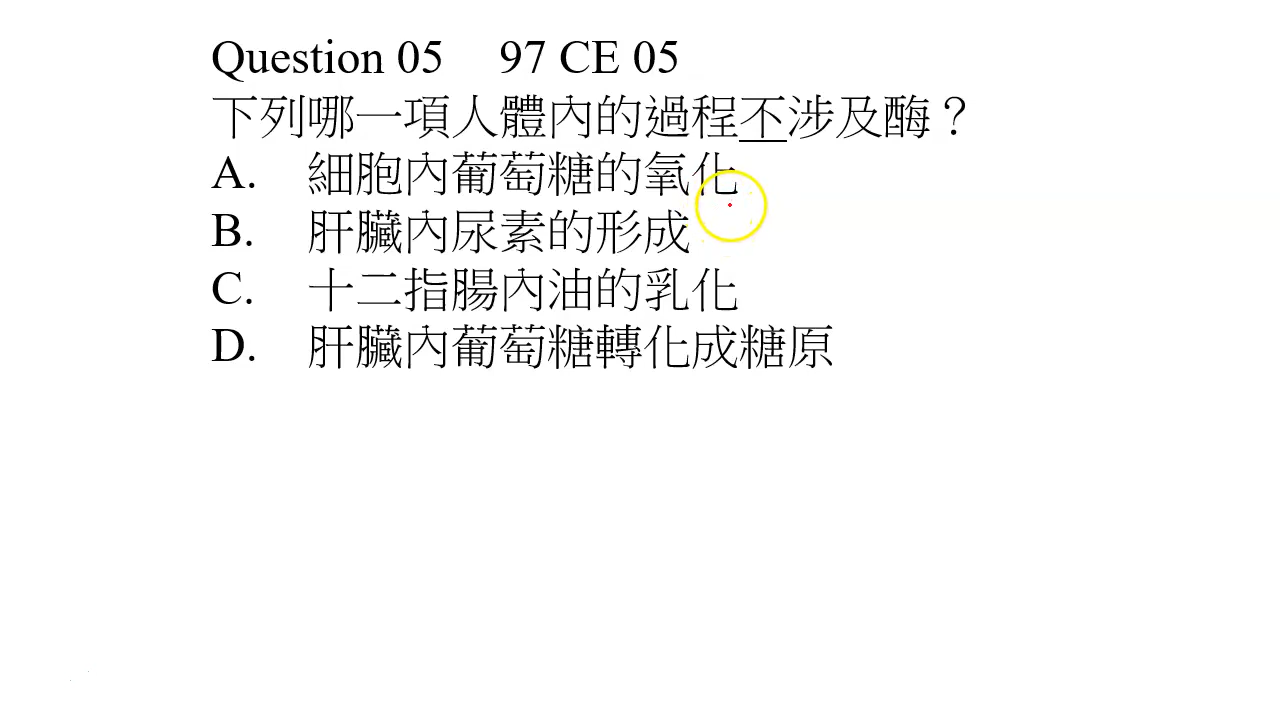 Question 05 97 CE 05
下列哪一項人體內的過程不涉及酶？
A. 細胞內葡萄糖的氧化
B. 肝臟內尿素的形成
C. 十二指腸內油的乳化
D. 肝臟內葡萄糖轉化成糖原